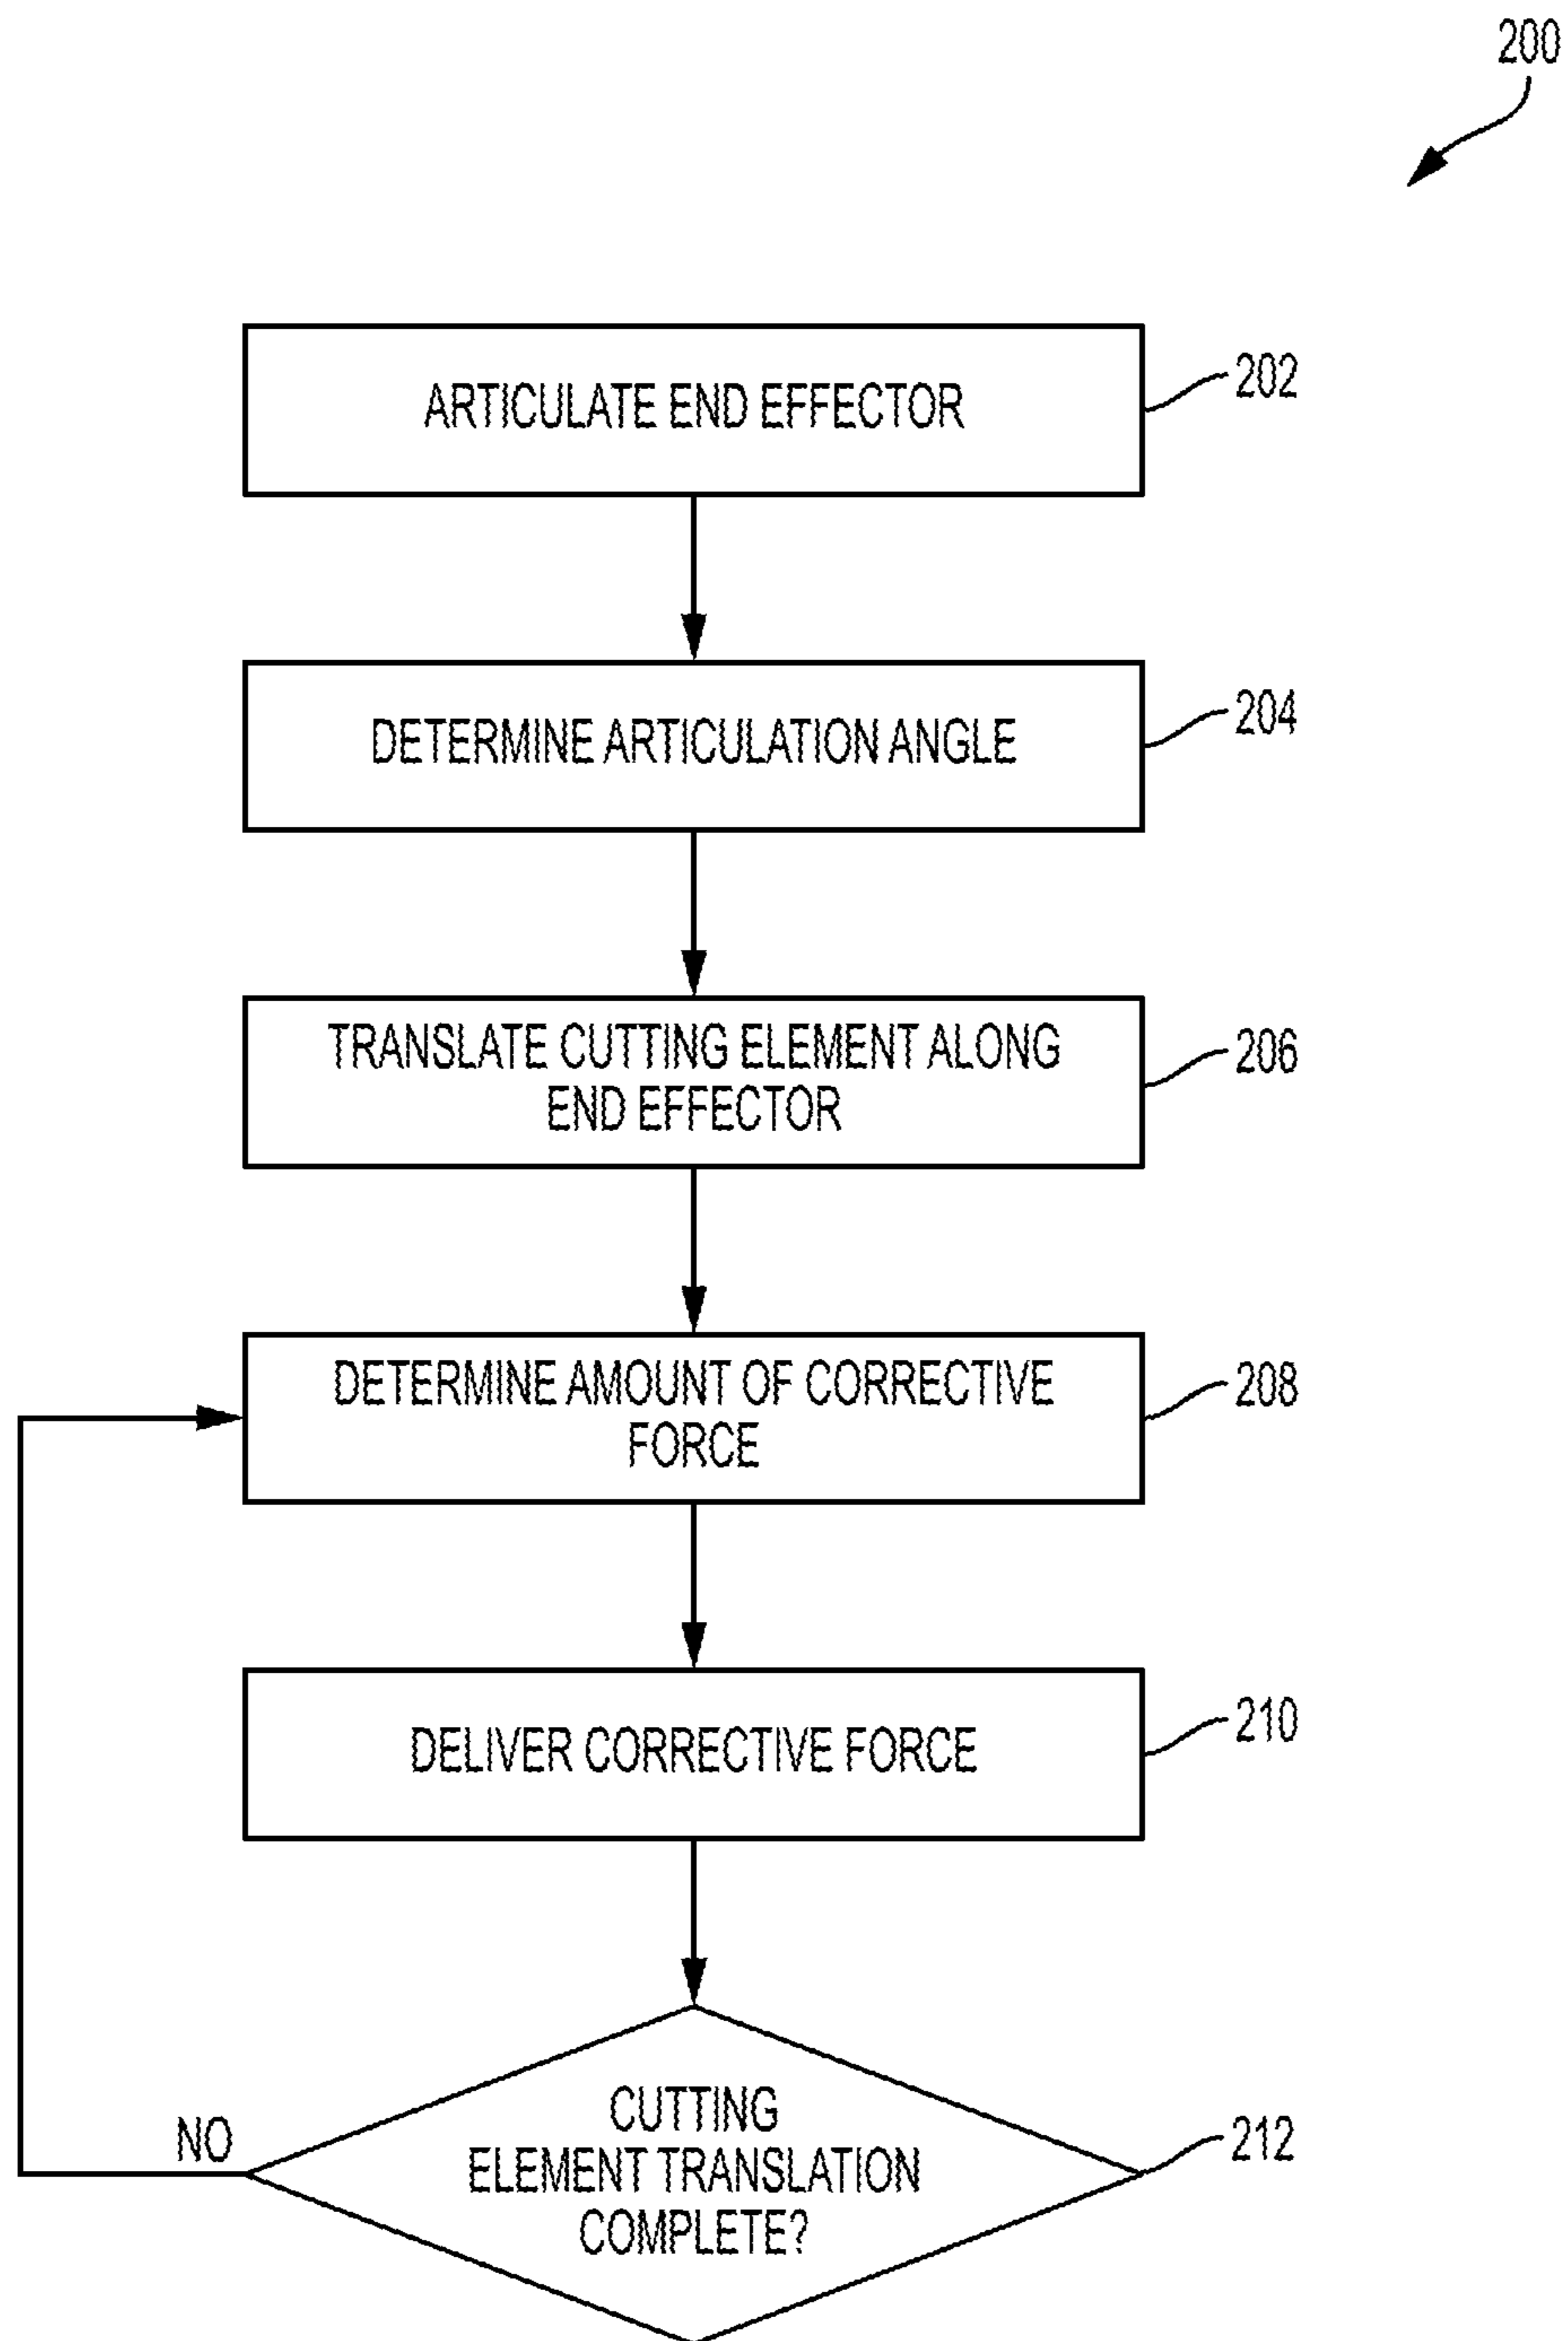 200
ARTICULATE END EFFECTOR
202
DETERMINE ARTICULATION ANGLE
204
TRANSLATE CUTTING ELEMENT ALONG
END EFFECTOR
206
DETERMINE AMOUNT OF CORRECTIVE
FORCE
208
DELIVER CORRECTIVE FORCE
210
CUTTING
ELEMENT TRANSLATION
COMPLETE?
NO
212